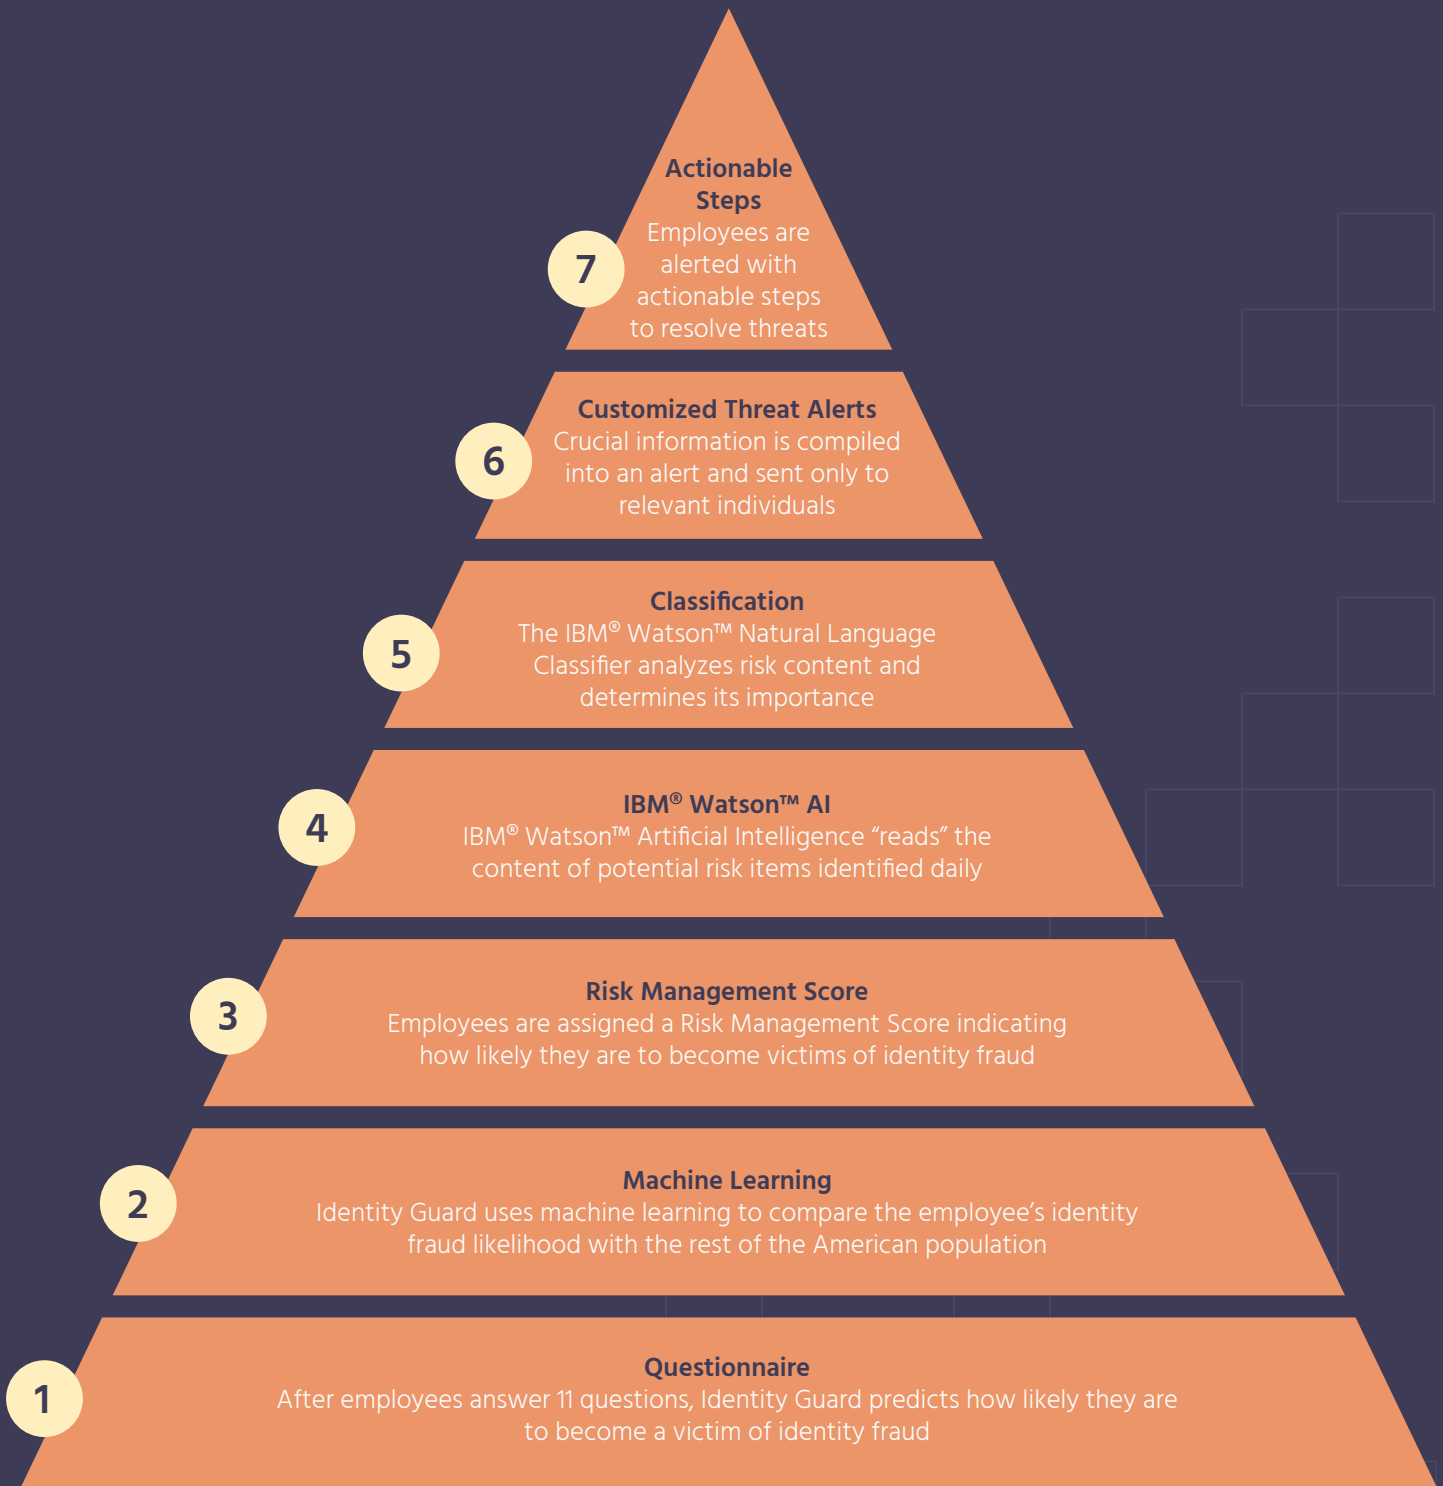 Actionable
Steps
Employees are
alerted with
actionable steps
to resolve threats
7
Customized Threat Alerts
Crucial information is compiled
into an alert and sent only to
relevant individuals
6
Classification
The IBM® Watson™ Natural Language
Classifier analyzes risk content and
determines its importance
5
IBM® Watson™ AI
IBM® Watson™ Artificial Intelligence “reads” the
content of potential risk items identified daily
4
Risk Management Score
Employees are assigned a Risk Management Score indicating
how likely they are to become victims of identity fraud
3
Machine Learning
Identity Guard uses machine learning to compare the employee’s identity
fraud likelihood with the rest of the American population
2
Questionnaire
After employees answer 11 questions, Identity Guard predicts how likely they are
to become a victim of identity fraud
1